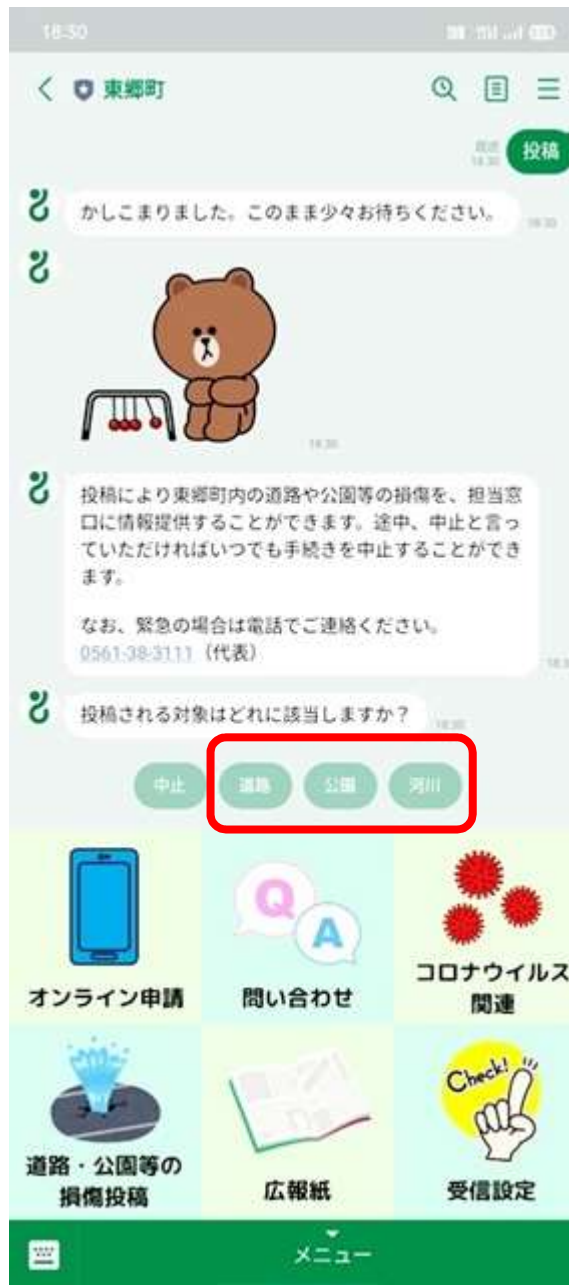 18:30
東郷町
既読
18:30
投稿
かしこまりました。このまま少々お待ちください。
18:30
18:30
投稿により東郷町内の道路や公園等の損傷を、担当窓
口に情報提供することができます。途中、中止と言っ
ていただければいつでも手続きを中止することができ
ます。
なお、緊急の場合は電話でご連絡ください。
0561-38-3111（代表）
投稿される対象はどれに該当しますか？
18:30
中止
道路
公園
河川
Q
A
オンライン申請
問い合わせ
コロナウイルス
関連
Check!
道路・公園等の
損傷投稿
広報紙
受信設定
メニュー